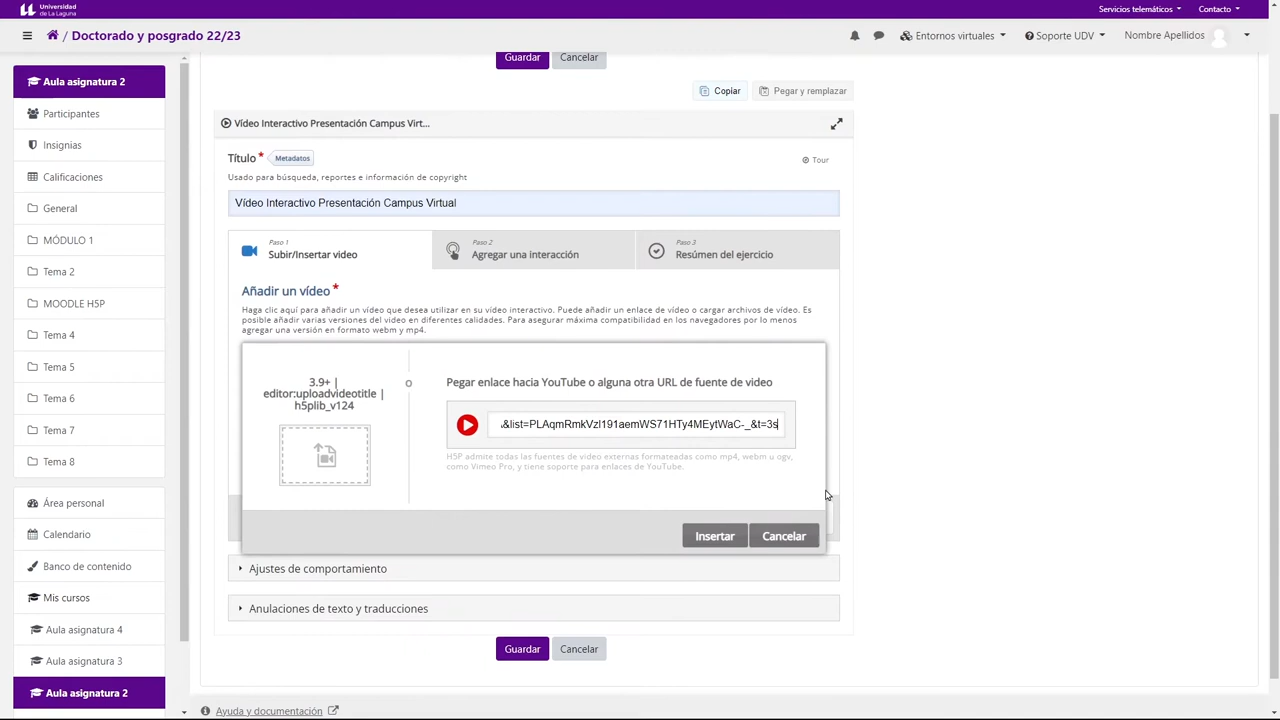 Universidad
de La Laguna
Servicios telemáticos
Contacto
/ Doctorado y posgrado 22/23
Entornos virtuales
Soporte UDV
Nombre Apellidos
Aula asignatura 2
Participantes
Insignias
Calificaciones
General
MÓDULO 1
Tema 2
MOODLE H5P
Tema 4
Tema 5
Tema 6
Tema 7
Tema 8
Área personal
Calendario
Banco de contenido
Mis cursos
Aula asignatura 4
Aula asignatura 3
Aula asignatura 2
Guardar
Cancelar
Copiar
Pegar y remplazar
Vídeo Interactivo Presentación Campus Virt...
Título *
Metadatos
Tour
Usado para búsqueda, reportes e información de copyright
Vídeo Interactivo Presentación Campus Virtual
Paso 1
Subir/Insertar video
Paso 2
Agregar una interacción
Paso 3
Resúmen del ejercicio
Añadir un vídeo *
Haga clic aquí para añadir un vídeo que desea utilizar en su vídeo interactivo. Puede añadir un enlace de vídeo o cargar archivos de vídeo. Es
posible añadir varias versiones del video en diferentes calidades. Para asegurar máxima compatibilidad en los navegadores por lo menos
agregar una versión en formato webm y mp4.
3.9+ |
editor:uploadvideotitle |
h5plib_v124
o
Pegar enlace hacia YouTube o alguna otra URL de fuente de video
&list=PLAqmRmkVzI191aemWS71HTy4MEytWaC-_&t=3s
H5P admite todas las fuentes de video externas formateadas como mp4, webm u ogv,
como Vimeo Pro, y tiene soporte para enlaces de YouTube.
Insertar
Cancelar
Ajustes de comportamiento
Anulaciones de texto y traducciones
Guardar
Cancelar
Ayuda y documentación